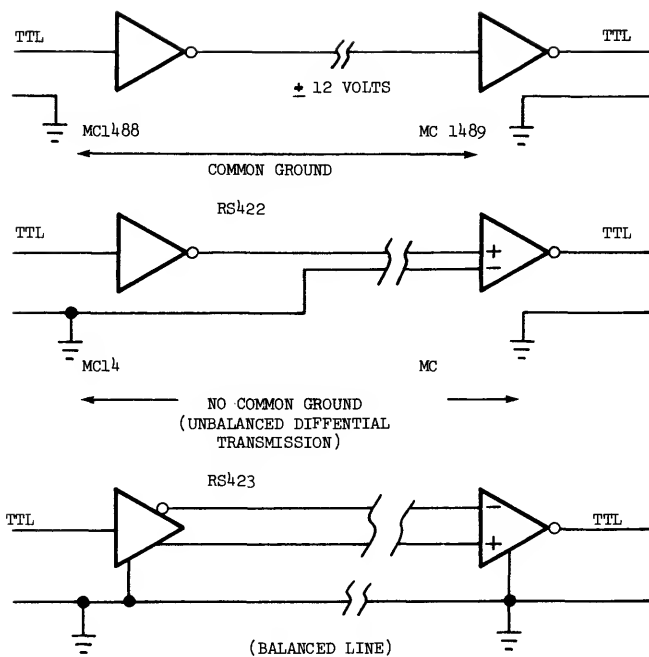 TTL TTL
± 12 VOLTS
MC1488 MC 1489
COMMON GROUND
RS422
TTL TTL
+
−
MC14 MC
NO COMMON GROUND
(UNBALANCED DIFFENTIAL
TRANSMISSION)
RS423
TTL − TTL
+
(BALANCED LINE)